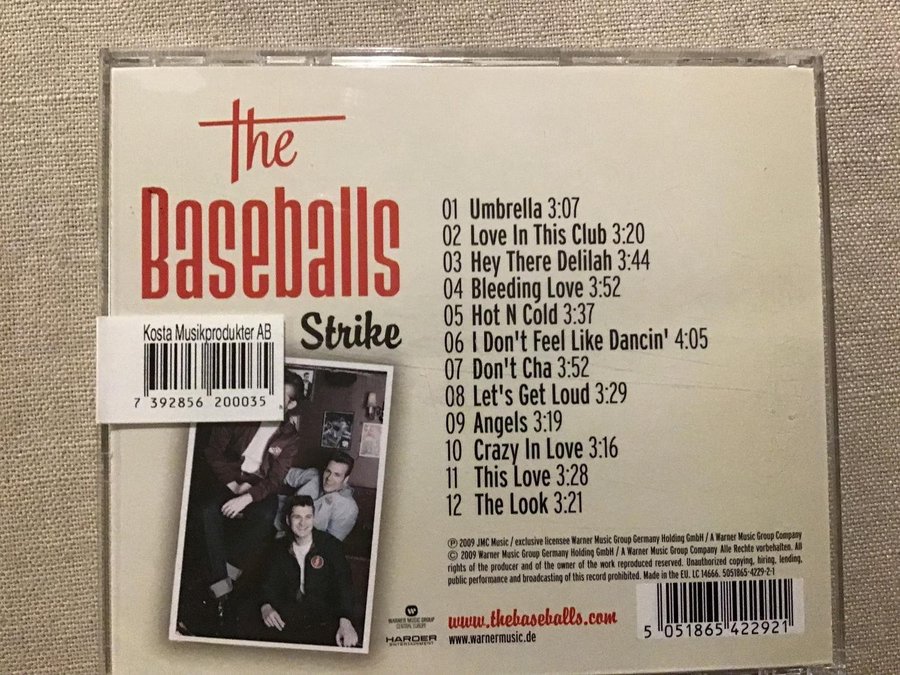 the
Baseballs
Strike
Kosta Musikprodukter AB
7 392856 200035
01 Umbrella 3:07
02 Love In This Club 3:20
03 Hey There Delilah 3:44
04 Bleeding Love 3:52
05 Hot N Cold 3:37
06 I Don't Feel Like Dancin' 4:05
07 Don't Cha 3:52
08 Let's Get Loud 3:29
09 Angels 3:19
10 Crazy In Love 3:16
11 This Love 3:28
12 The Look 3:21
℗ 2009 JMC Music / exclusive licensee Warner Music Group Germany Holding GmbH / A Warner Music Group Company
© 2009 Warner Music Group Germany Holding GmbH / A Warner Music Group Company Alle Rechte vorbehalten. All
rights of the producer and of the owner of the work reproduced reserved. Unauthorized copying, hiring, lending,
public performance and broadcasting of this record prohibited. Made in the EU. LC 14666. 5051865-4229-2-1
WARNER MUSIC GROUP
CENTRAL EUROPE
HARDER
ENTERTAINMENT
www.thebaseballs.com
www.warnermusic.de
5 051865 422921